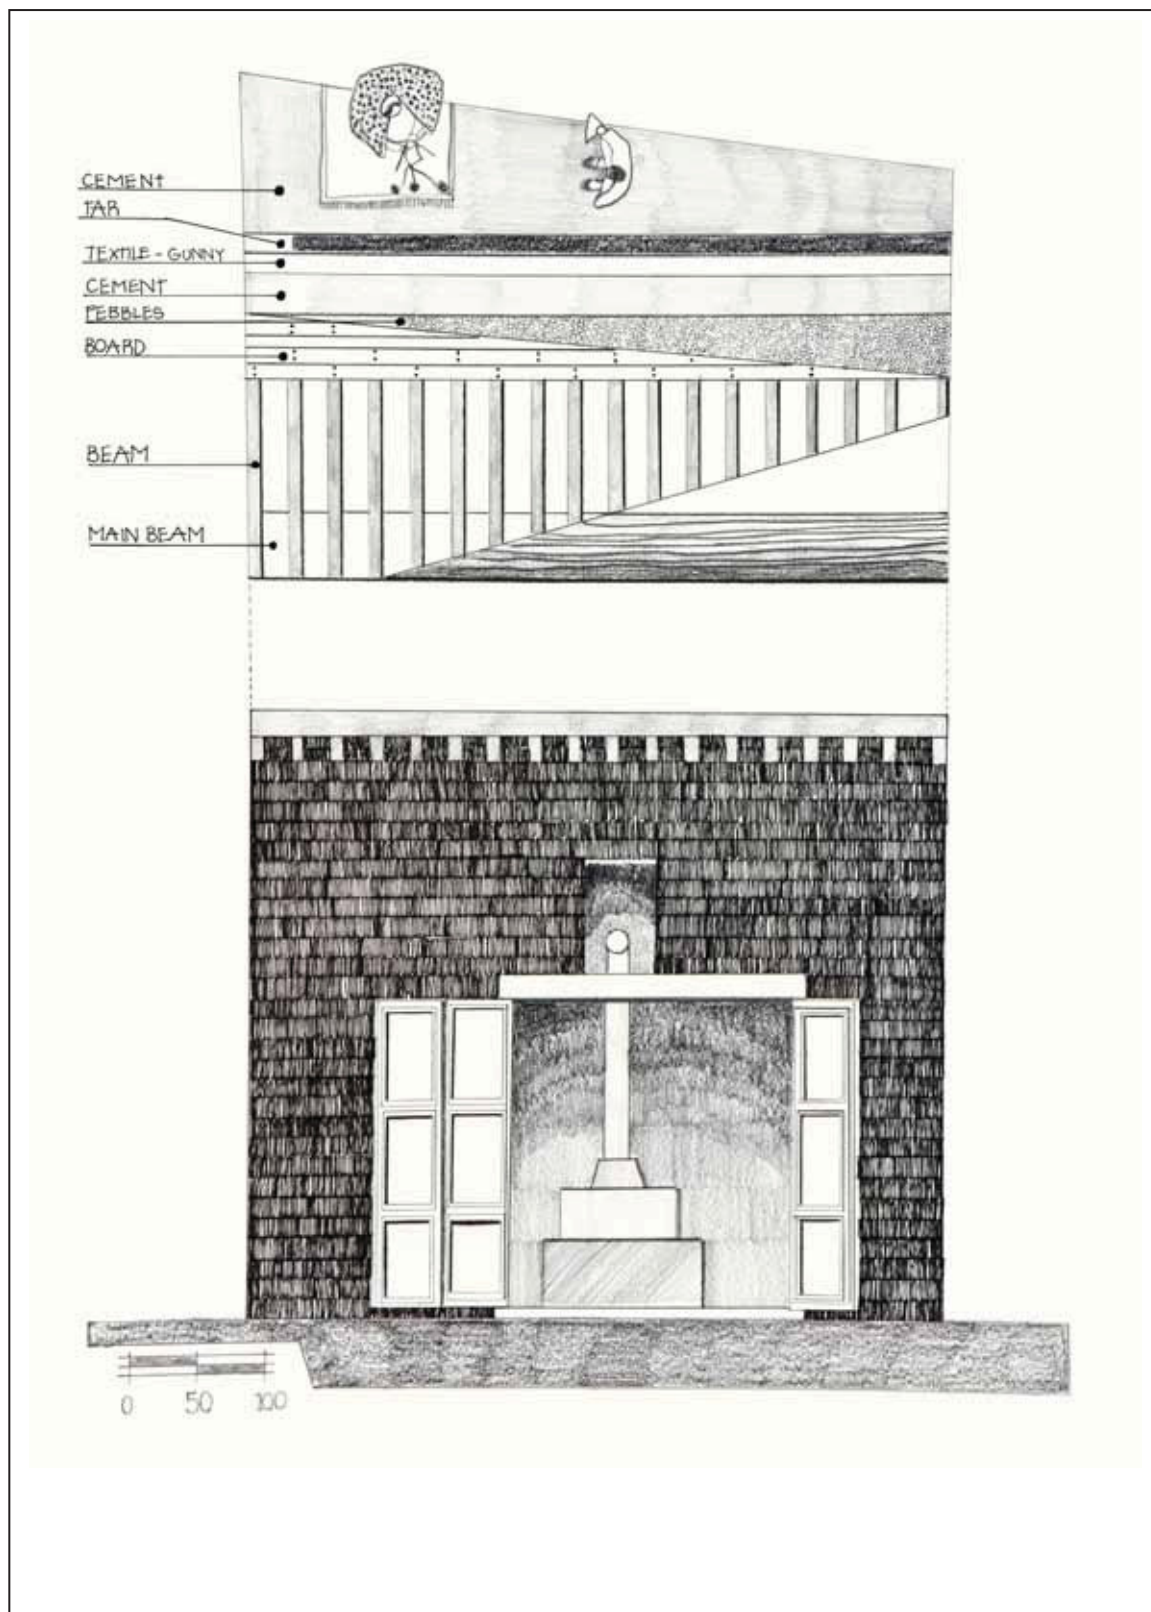 CEMENT
TAR
TEXTILE - GUNNY
CEMENT
PEBBLES
BOARD
BEAM
MAIN BEAM
0 50 100